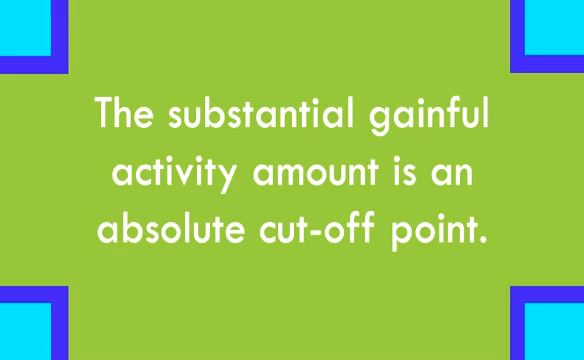 The substantial gainful
activity amount is an
absolute cut-off point.